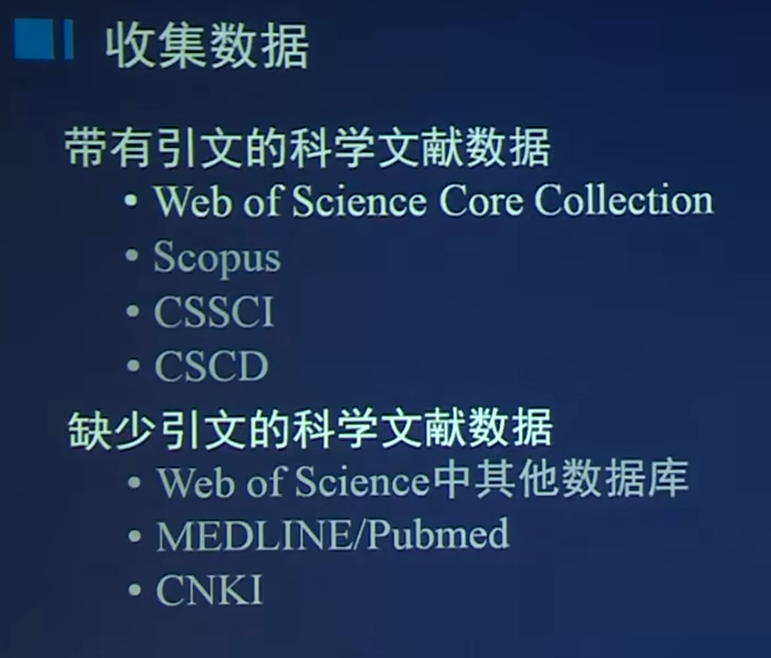 收集数据
带有引文的科学文献数据
• Web of Science Core Collection
• Scopus
• CSSCI
• CSCD
缺少引文的科学文献数据
• Web of Science中其他数据库
• MEDLINE/Pubmed
• CNKI